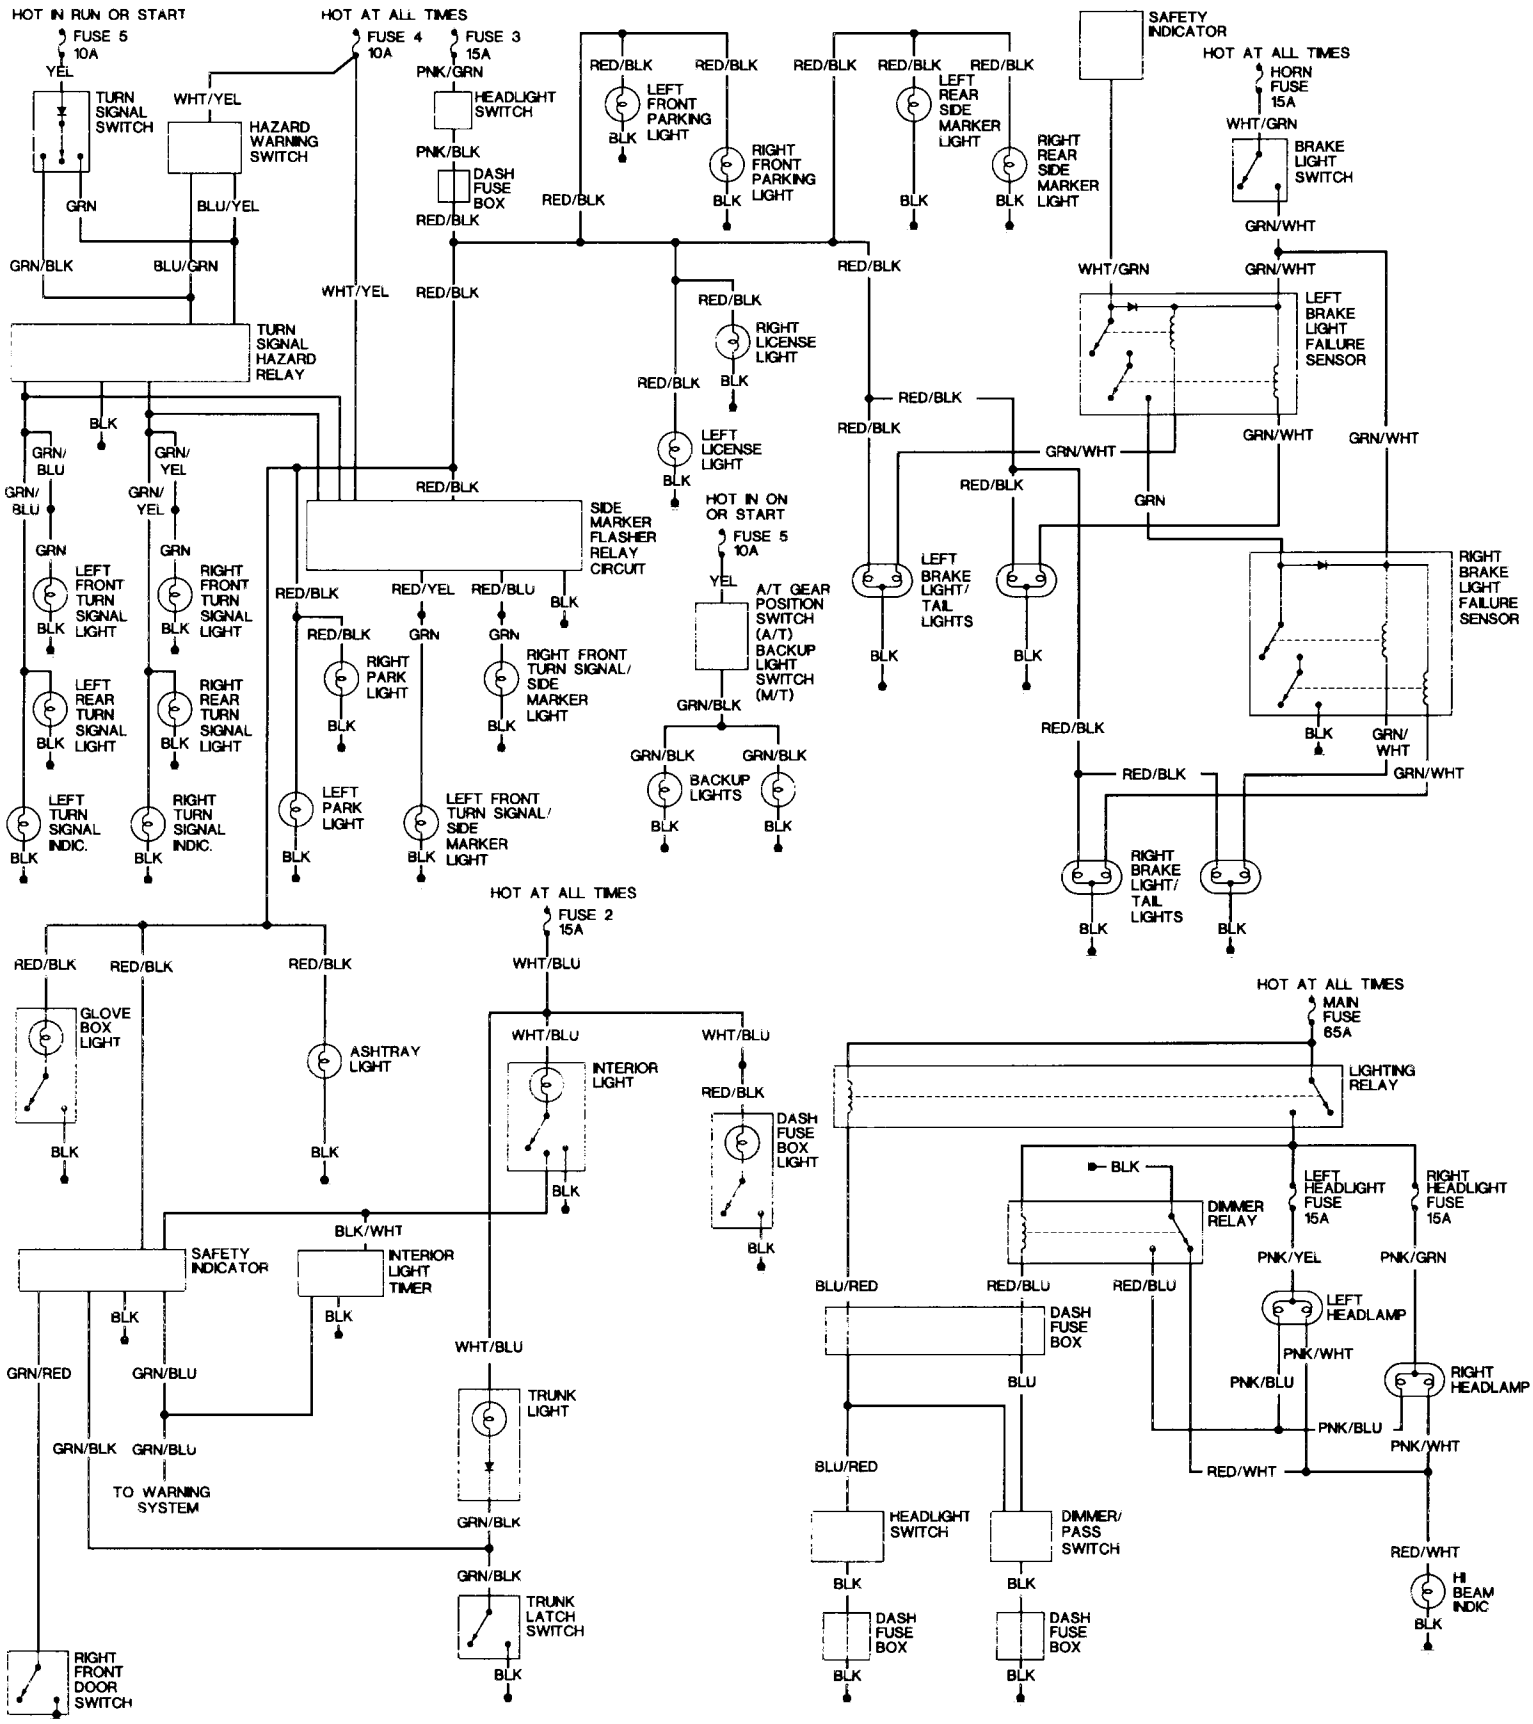 HOT IN RUN OR START
FUSE 5
10A
YEL
TURN
SIGNAL
SWITCH
GRN
GRN/BLK
HOT AT ALL TIMES
FUSE 4
10A
WHT/YEL
HAZARD
WARNING
SWITCH
BLU/YEL
BLU/GRN
WHT/YEL
FUSE 3
15A
PNK/GRN
HEADLIGHT
SWITCH
PNK/BLK
DASH
FUSE
BOX
RED/BLK
RED/BLK
RED/BLK
RED/BLK
LEFT
FRONT
PARKING
LIGHT
BLK
RED/BLK
RIGHT
FRONT
PARKING
LIGHT
BLK
RED/BLK
RED/BLK
LEFT
REAR
SIDE
MARKER
LIGHT
BLK
RED/BLK
RIGHT
REAR
SIDE
MARKER
LIGHT
BLK
SAFETY
INDICATOR
HOT AT ALL TIMES
HORN
FUSE
15A
WHT/GRN
BRAKE
LIGHT
SWITCH
GRN/WHT
WHT/GRN
GRN/WHT
LEFT
BRAKE
LIGHT
FAILURE
SENSOR
TURN
SIGNAL
HAZARD
RELAY
BLK
GRN/
BLU
GRN/
BLU
GRN/
YEL
GRN/
YEL
GRN
LEFT
FRONT
TURN
SIGNAL
LIGHT
BLK
GRN
RIGHT
FRONT
TURN
SIGNAL
LIGHT
BLK
LEFT
REAR
TURN
SIGNAL
LIGHT
BLK
RIGHT
REAR
TURN
SIGNAL
LIGHT
BLK
LEFT
TURN
SIGNAL
INDIC.
BLK
RIGHT
TURN
SIGNAL
INDIC.
BLK
RED/BLK
SIDE
MARKER
FLASHER
RELAY
CIRCUIT
RED/BLK
RED/YEL
RED/BLU
BLK
RED/BLK
GRN
GRN
RIGHT
PARK
LIGHT
BLK
RIGHT FRONT
TURN SIGNAL/
SIDE
MARKER
LIGHT
BLK
LEFT
PARK
LIGHT
BLK
LEFT FRONT
TURN SIGNAL/
SIDE
MARKER
LIGHT
BLK
RED/BLK
RIGHT
LICENSE
LIGHT
BLK
RED/BLK
LEFT
LICENSE
LIGHT
BLK
HOT IN ON
OR START
FUSE 5
10A
YEL
A/T GEAR
POSITION
SWITCH
(A/T)
BACKUP
LIGHT
SWITCH
(M/T)
GRN/BLK
GRN/BLK
GRN/BLK
BACKUP
LIGHTS
BLK
BLK
RED/BLK
RED/BLK
RED/BLK
RED/BLK
GRN/WHT
GRN/WHT
GRN/WHT
GRN
LEFT
BRAKE
LIGHT/
TAIL
LIGHTS
BLK
BLK
RIGHT
BRAKE
LIGHT
FAILURE
SENSOR
BLK
GRN/
WHT
GRN/WHT
RED/BLK
RED/BLK
RIGHT
BRAKE
LIGHT/
TAIL
LIGHTS
BLK
BLK
RED/BLK
RED/BLK
RED/BLK
GLOVE
BOX
LIGHT
BLK
ASHTRAY
LIGHT
BLK
HOT AT ALL TIMES
FUSE 2
15A
WHT/BLU
WHT/BLU
WHT/BLU
INTERIOR
LIGHT
BLK
RED/BLK
DASH
FUSE
BOX
LIGHT
BLK
BLK/WHT
SAFETY
INDICATOR
BLK
INTERIOR
LIGHT
TIMER
BLK
GRN/RED
GRN/BLU
GRN/BLK
GRN/BLU
TO WARNING
SYSTEM
WHT/BLU
TRUNK
LIGHT
GRN/BLK
GRN/BLK
TRUNK
LATCH
SWITCH
BLK
RIGHT
FRONT
DOOR
SWITCH
HOT AT ALL TIMES
MAIN
FUSE
65A
LIGHTING
RELAY
BLK
DIMMER
RELAY
LEFT
HEADLIGHT
FUSE
15A
RIGHT
HEADLIGHT
FUSE
15A
PNK/YEL
PNK/GRN
BLU/RED
RED/BLU
RED/BLU
DASH
FUSE
BOX
LEFT
HEADLAMP
PNK/WHT
PNK/BLU
RIGHT
HEADLAMP
BLU
PNK/BLU
PNK/WHT
RED/WHT
BLU/RED
HEADLIGHT
SWITCH
DIMMER/
PASS
SWITCH
BLK
BLK
DASH
FUSE
BOX
DASH
FUSE
BOX
BLK
BLK
RED/WHT
HI
BEAM
INDIC
BLK